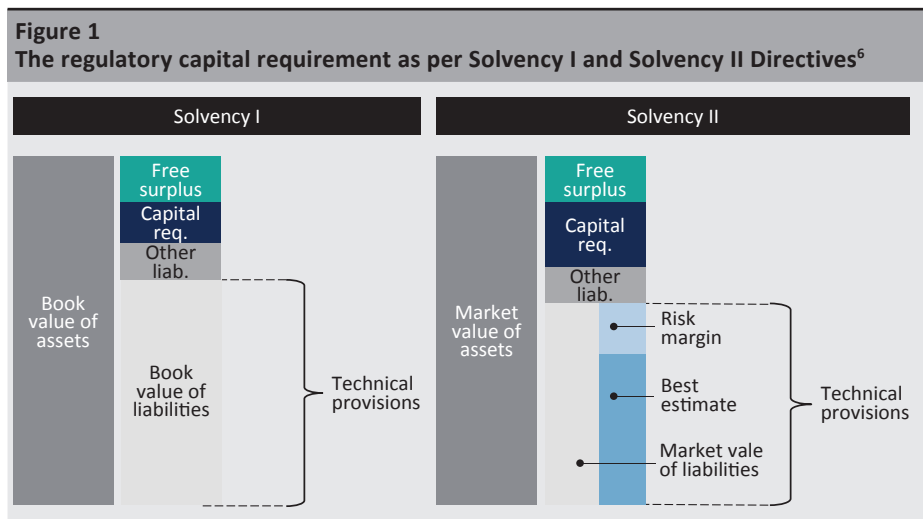 Figure 1
The regulatory capital requirement as per Solvency I and Solvency II Directives6
Solvency I
Book
value of
assets
Free
surplus
Capital
req.
Other
liab.
Book
value of
liabilities
Technical
provisions
Solvency II
Market
value of
assets
Free
surplus
Capital
req.
Other
liab.
Risk
margin
Best
estimate
Market vale
of liabilities
Technical
provisions